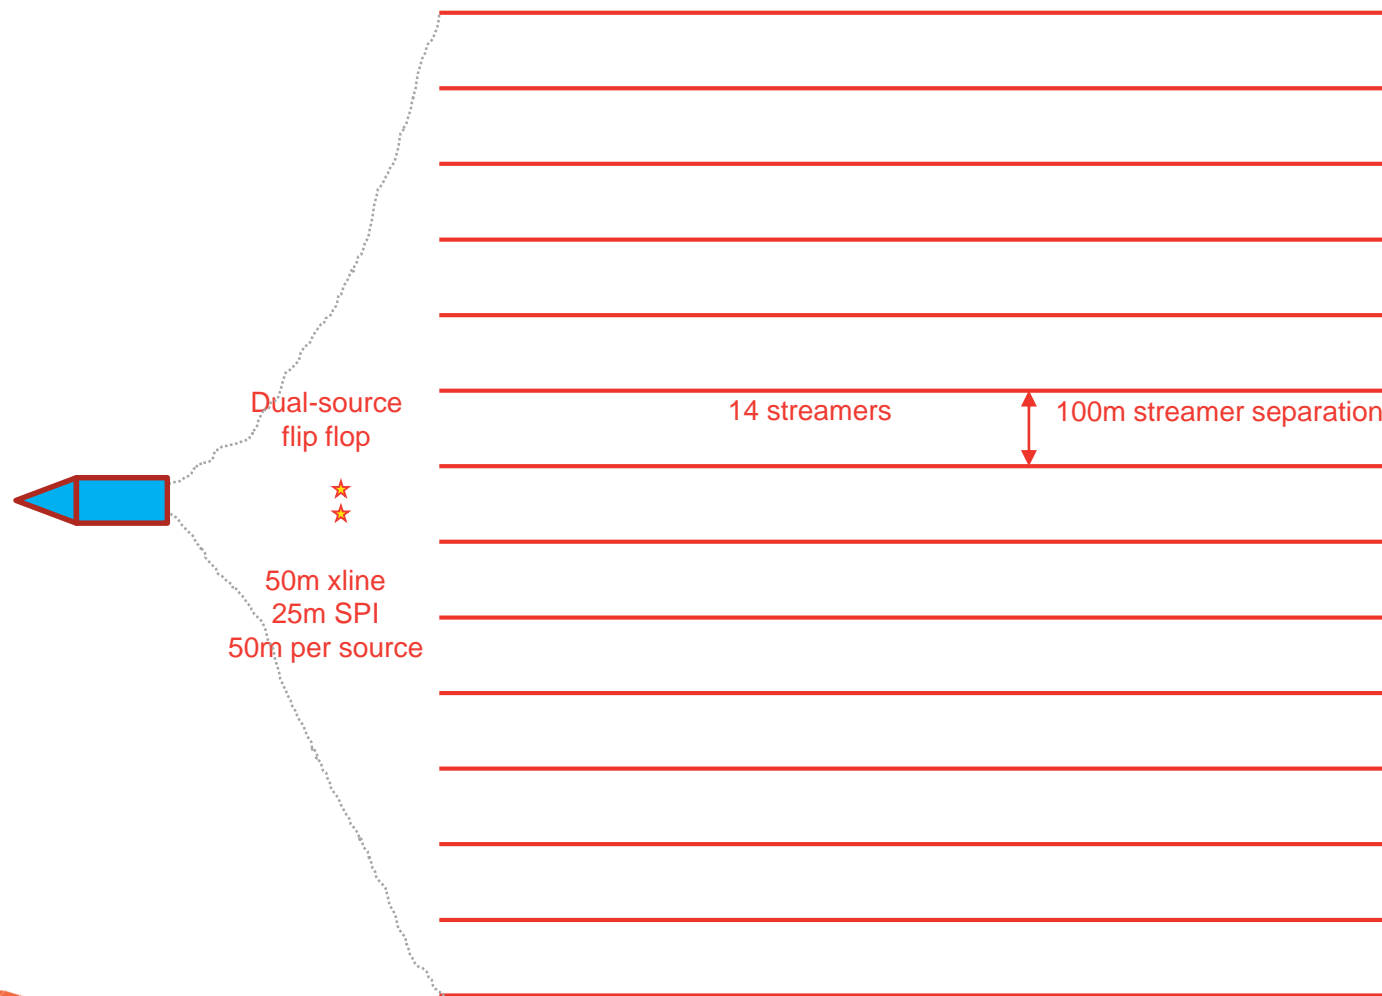 Dual-source
flip flop
14 streamers
100m streamer separation
50m xline
25m SPI
50m per source